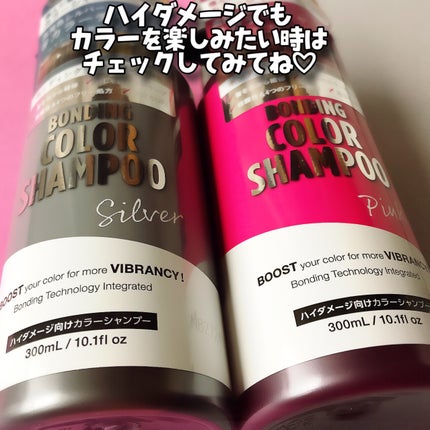 ハイダメージでも
カラーを楽しみたい時は
チェックしてみてね♡
BONDING
COLOR
SHAMPOO
Silver
BOOST your color for more VIBRANCY!
Bonding Technology Integrated
ハイダメージ向けカラーシャンプー
300mL / 10.1fl oz
BONDING
COLOR
SHAMPOO
Pink
BOOST your color for more VIBRANCY!
Bonding Technology Integrated
ハイダメージ向けカラーシャンプー
300mL / 10.1fl oz